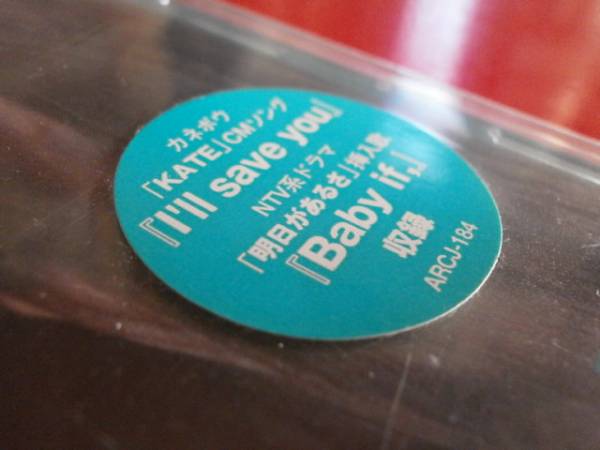 カネボウ
「KATE」CMソング
『I'll save you』
NTV系ドラマ
「明日があるさ」挿入歌
『Baby if,』
収録
ARCJ-184